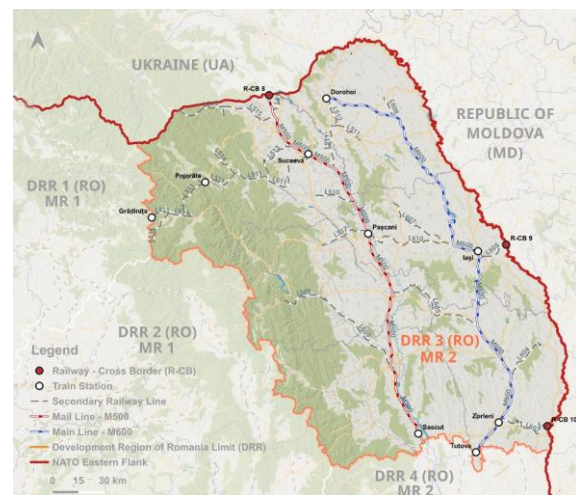 UKRAINE (UA)
R-CB 8
Dorohoi
REPUBLIC OF
MOLDOVA
(MD)
Suceava
Pojorâta
DRR 1 (RO)
MR 1
Grădinița
Pașcani
R-CB 9
Iași
DRR 2 (RO)
MR 1
DRR 3 (RO)
MR 2
Zorleni
R-CB 10
Sascut
Tutova
DRR 4 (RO)
MR 2
Legend
Railway - Cross Border (R-CB)
Train Station
Secondary Railway Line
Mail Line - M500
Main Line - M600
Development Region of Romania Limit (DRR)
NATO Eastern Flank
0 15 30 km